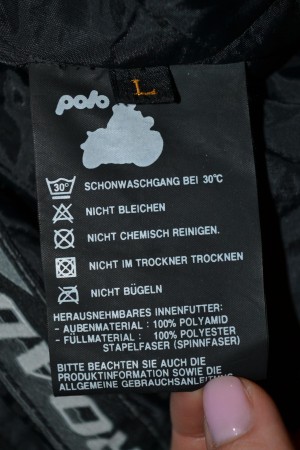 L
polo
30°
SCHONWASCHGANG BEI 30°C
NICHT BLEICHEN
NICHT CHEMISCH REINIGEN.
NICHT IM TROCKNER TROCKNEN
NICHT BÜGELN
HERAUSNEHMBARES INNENFUTTER:
- AUßENMATERIAL : 100% POLYAMID
- FÜLLMATERIAL : 100% POLYESTER
STAPELFASER (SPINNFASER)
BITTE BEACHTEN SIE AUCH DIE
PRODUKTINFORMATION SOWIE DIE
ALLGEMEINE GEBRAUCHSANLEITUNG